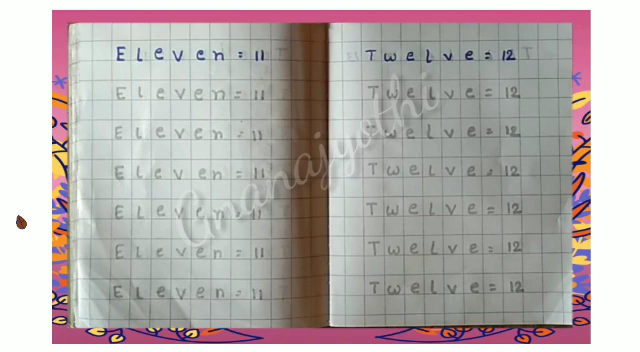 Eleven = 11
Eleven = 11
Eleven = 11
Eleven = 11
Eleven = 11
Eleven = 11
Eleven = 11
Twelve = 12
Twelve = 12
Twelve = 12
Twelve = 12
Twelve = 12
Twelve = 12
Twelve = 12